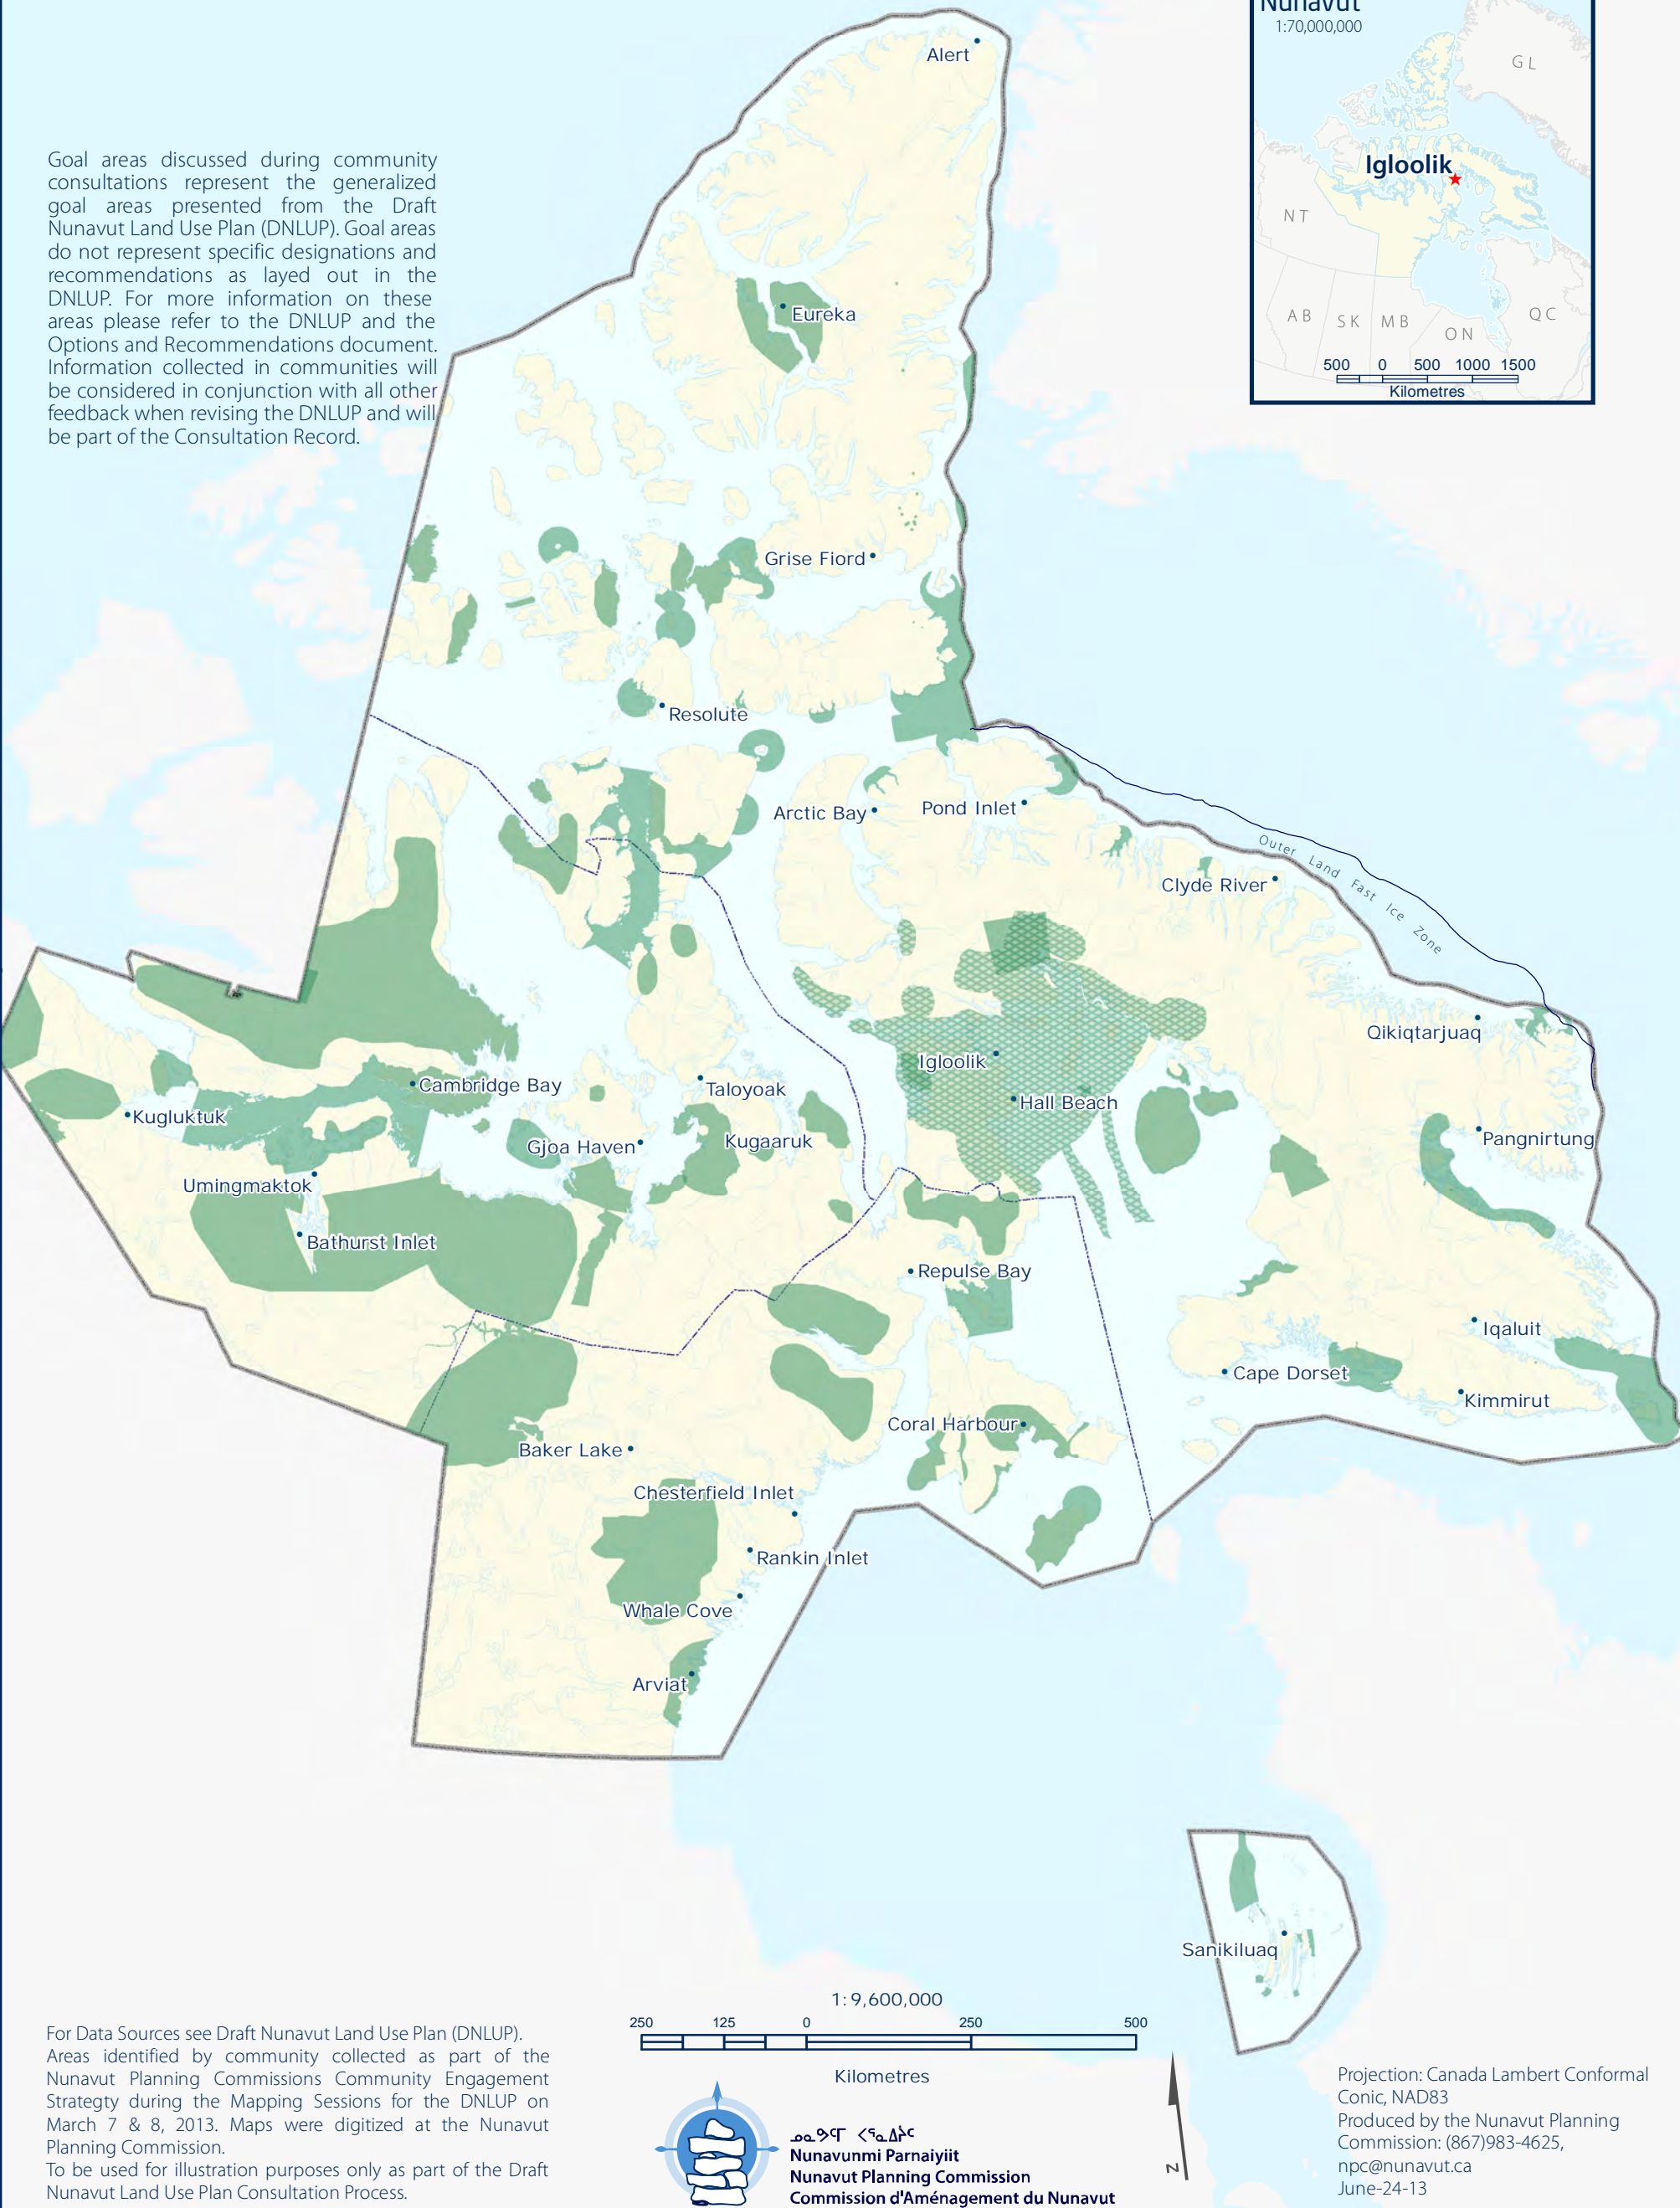 Nunavut
1:70,000,000
GL
Igloolik
NT
AB
SK
MB
ON
QC
500 0 500 1000 1500
Kilometres
Goal areas discussed during community
consultations represent the generalized
goal areas presented from the Draft
Nunavut Land Use Plan (DNLUP). Goal areas
do not represent specific designations and
recommendations as layed out in the
DNLUP. For more information on these
areas please refer to the DNLUP and the
Options and Recommendations document.
Information collected in communities will
be considered in conjunction with all other
feedback when revising the DNLUP and will
be part of the Consultation Record.
Alert
Eureka
Grise Fiord
Resolute
Arctic Bay
Pond Inlet
Outer Land Fast Ice Zone
Clyde River
Qikiqtarjuaq
Igloolik
Cambridge Bay
Taloyoak
Hall Beach
Kugluktuk
Gjoa Haven
Kugaaruk
Pangnirtung
Umingmaktok
Bathurst Inlet
Repulse Bay
Iqaluit
Cape Dorset
Kimmirut
Coral Harbour
Baker Lake
Chesterfield Inlet
Rankin Inlet
Whale Cove
Arviat
Sanikiluaq
1:9,600,000
250 125 0 250 500
Kilometres
For Data Sources see Draft Nunavut Land Use Plan (DNLUP).
Areas identified by community collected as part of the
Nunavut Planning Commissions Community Engagement
Strategty during the Mapping Sessions for the DNLUP on
March 7 & 8, 2013. Maps were digitized at the Nunavut
Planning Commission.
To be used for illustration purposes only as part of the Draft
Nunavut Land Use Plan Consultation Process.
ᓄᓇᕗᑦᒥ ᐸᕐᓇᐃᔩᑦ
Nunavunmi Parnaiyiit
Nunavut Planning Commission
Commission d'Aménagement du Nunavut
N
Projection: Canada Lambert Conformal
Conic, NAD83
Produced by the Nunavut Planning
Commission: (867)983-4625,
npc@nunavut.ca
June-24-13